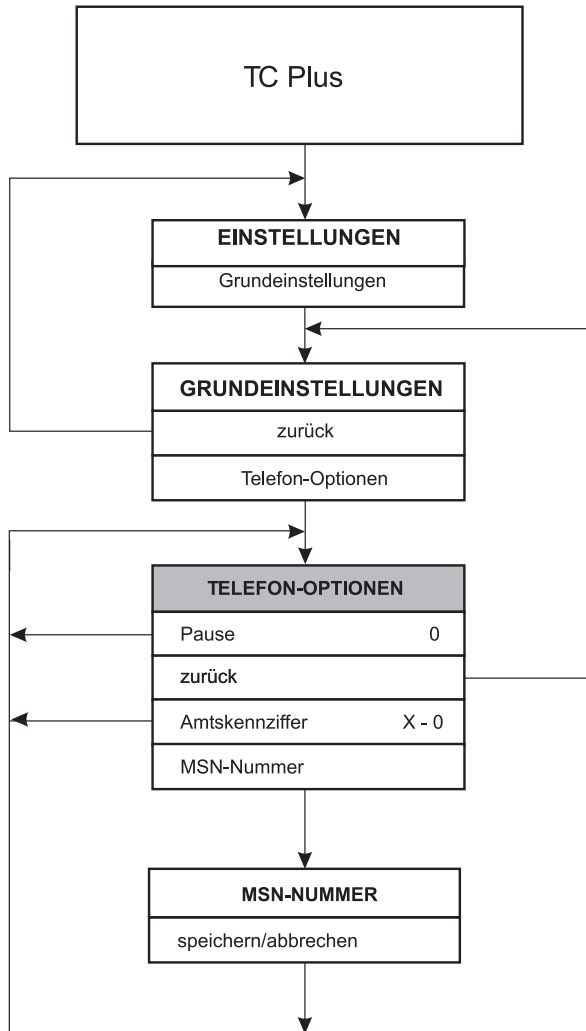 TC Plus
EINSTELLUNGEN
Grundeinstellungen
GRUNDEINSTELLUNGEN
zurück
Telefon-Optionen
TELEFON-OPTIONEN
Pause 0
zurück
Amtskennziffer X - 0
MSN-Nummer
MSN-NUMMER
speichern/abbrechen